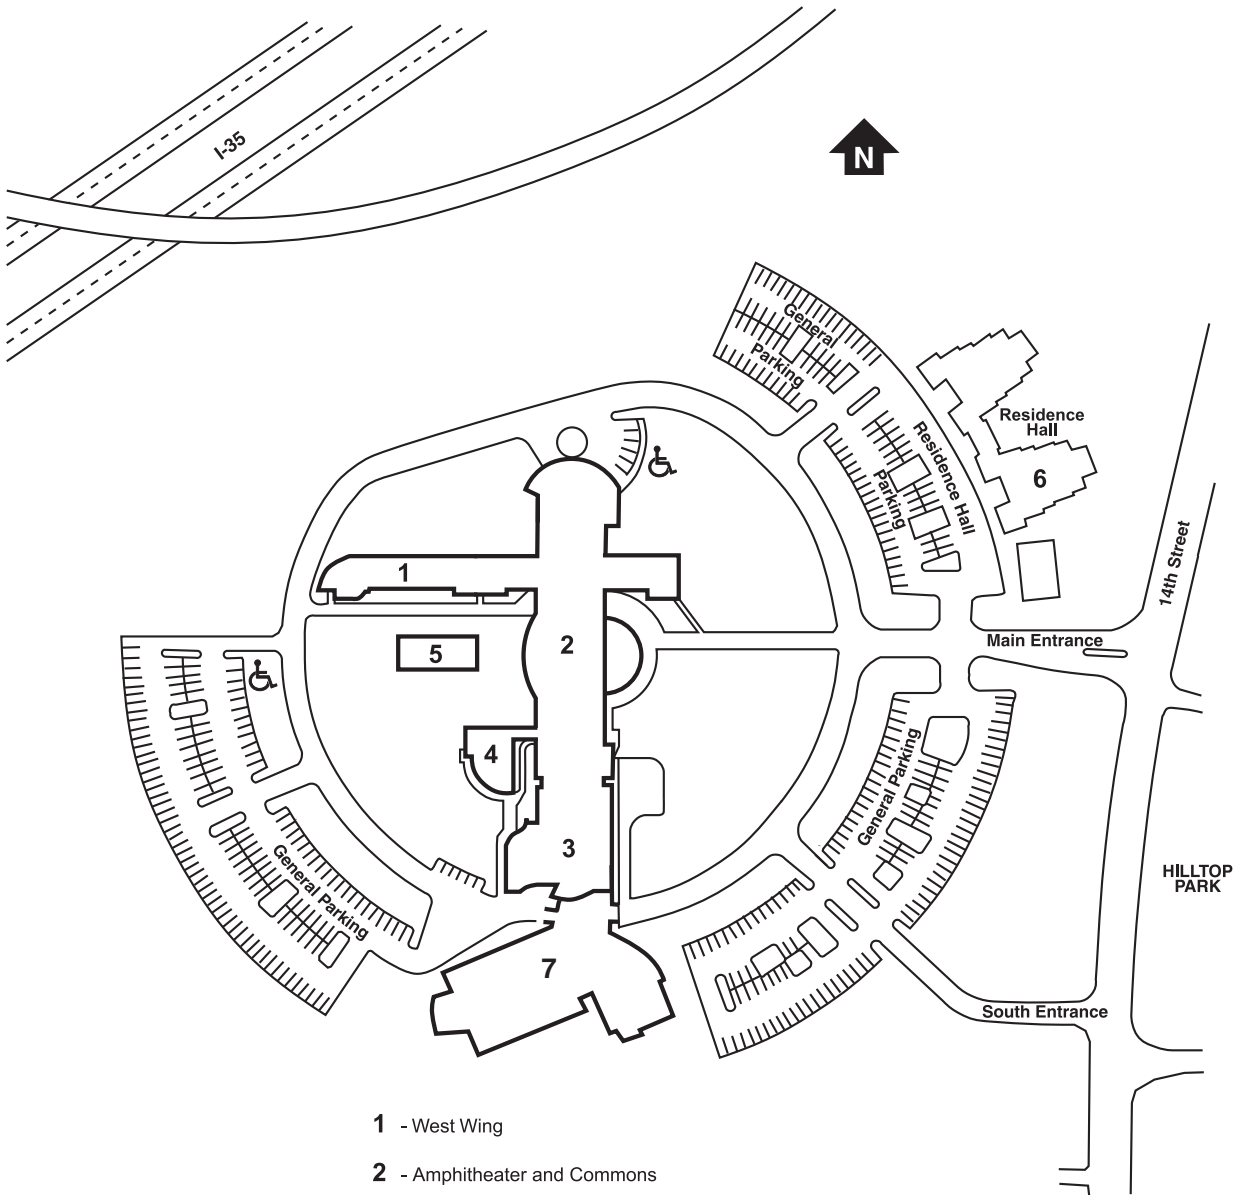 I-35
N
General
Parking
Residence Hall
Parking
Residence
Hall
6
14th Street
1
Main Entrance
2
5
4
General Parking
3
HILLTOP
PARK
General Parking
7
South Entrance
1 - West Wing
2 - Amphitheater and Commons